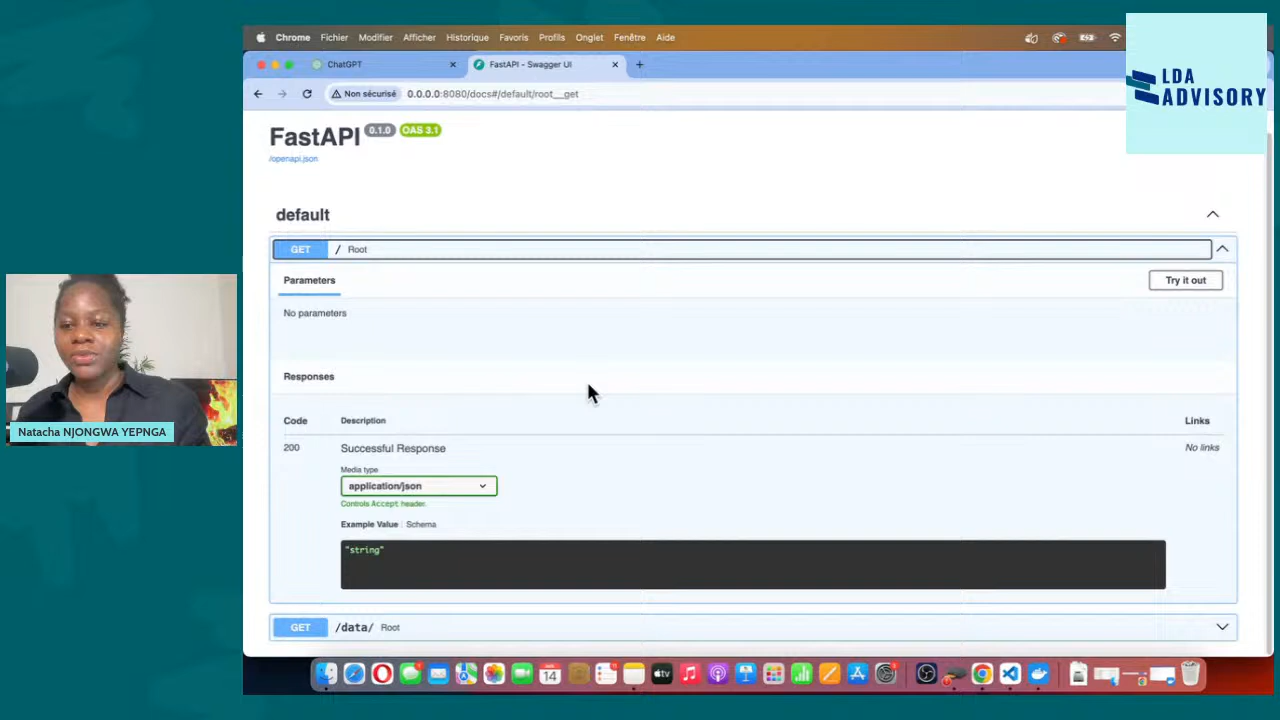 Chrome Fichier Modifier Afficher Historique Favoris Profils Onglet Fenêtre Aide
ChatGPT
FastAPI - Swagger UI
Non sécurisé 0.0.0.0:8080/docs#/default/root__get
LDA
ADVISORY
FastAPI 0.1.0 OAS 3.1
/openapi.json
default
GET / Root
Parameters
Try it out
No parameters
Responses
Code Description Links
200 Successful Response No links
Media type
application/json
Controls Accept header.
Example Value Schema
"string"
GET /data/ Root
Natacha NJONGWA YEPNGA
14
tv